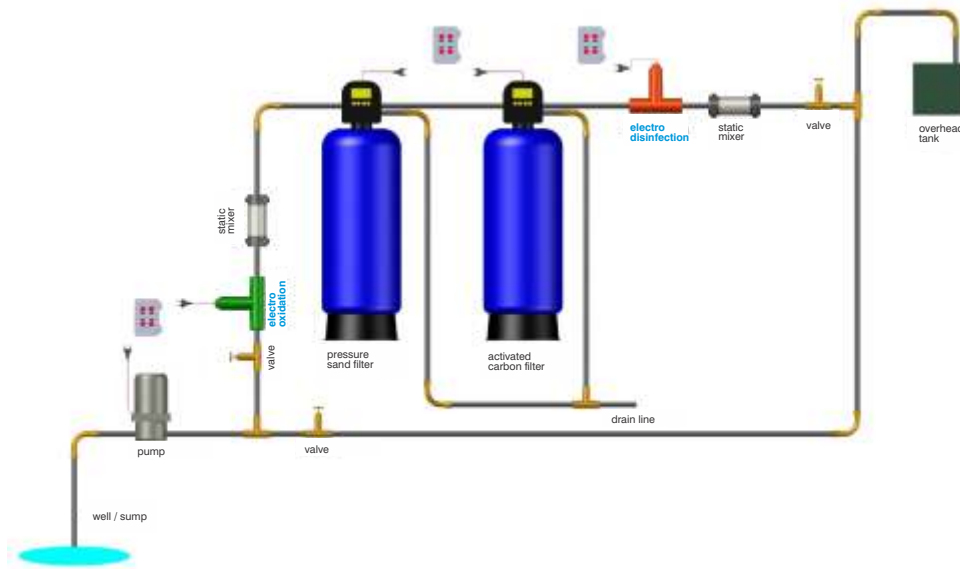 electro
disinfection
static
mixer
valve
overhead
tank
static
mixer
electro
oxidation
valve
pressure
sand filter
activated
carbon filter
drain line
pump
valve
well / sump